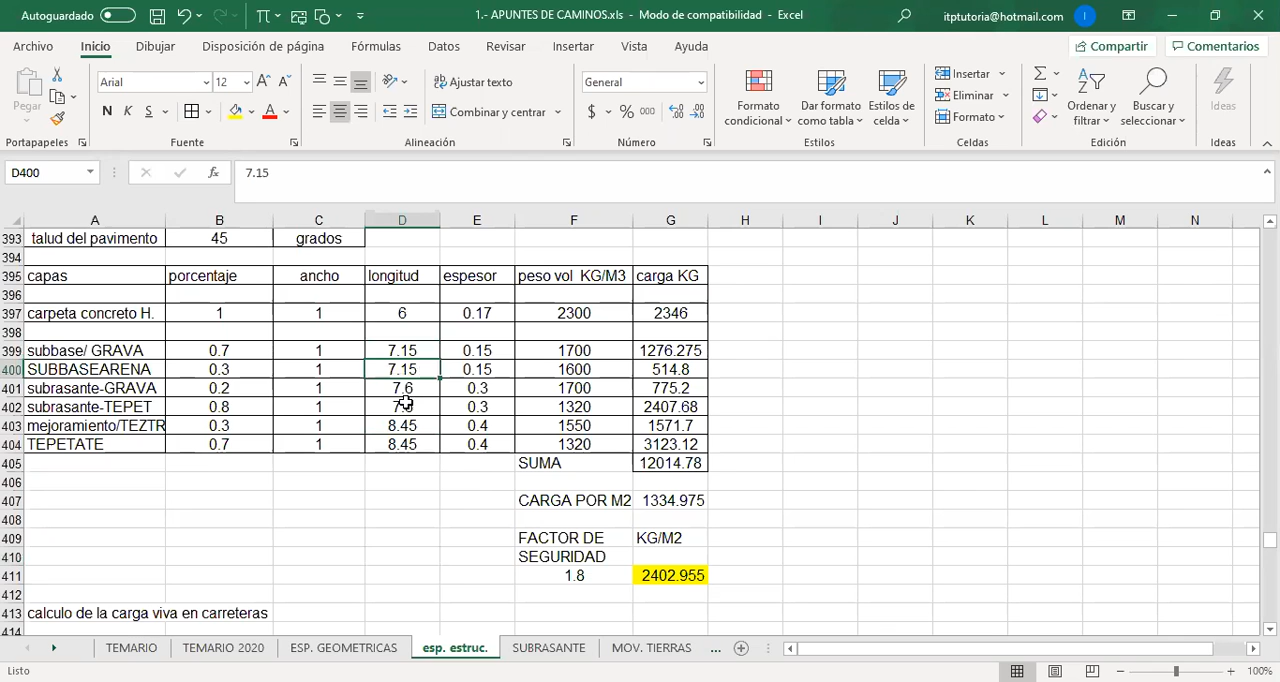 Autoguardado
1.- APUNTES DE CAMINOS.xls - Modo de compatibilidad - Excel
itptutoria@hotmail.com
I
Archivo Inicio Dibujar Disposición de página Fórmulas Datos Revisar Insertar Vista Ayuda
Compartir Comentarios
Pegar
Arial 12
N K S
Ajustar texto
Combinar y centrar
General
$ % 000
Formato condicional
Dar formato como tabla
Estilos de celda
Insertar
Eliminar
Formato
Ordenar y filtrar
Buscar y seleccionar
Ideas
Portapapeles Fuente Alineación Número Estilos Celdas Edición Ideas
D400 fx 7.15
A B C D E F G H I J K L M N
393 talud del pavimento 45 grados
394
395 capas porcentaje ancho longitud espesor peso vol KG/M3 carga KG
396
397 carpeta concreto H. 1 1 6 0.17 2300 2346
398
399 subbase/ GRAVA 0.7 1 7.15 0.15 1700 1276.275
400 SUBBASEARENA 0.3 1 7.15 0.15 1600 514.8
401 subrasante-GRAVA 0.2 1 7.6 0.3 1700 775.2
402 subrasante-TEPET 0.8 1 0.3 1320 2407.68
403 mejoramiento/TEZTR 0.3 1 8.45 0.4 1550 1571.7
404 TEPETATE 0.7 1 8.45 0.4 1320 3123.12
405 SUMA 12014.78
406
407 CARGA POR M2 1334.975
408
409 FACTOR DE KG/M2
410 SEGURIDAD
411 1.8 2402.955
412
413 calculo de la carga viva en carreteras
414
TEMARIO TEMARIO 2020 ESP. GEOMETRICAS esp. estruc. SUBRASANTE MOV. TIERRAS ...
Listo
100%